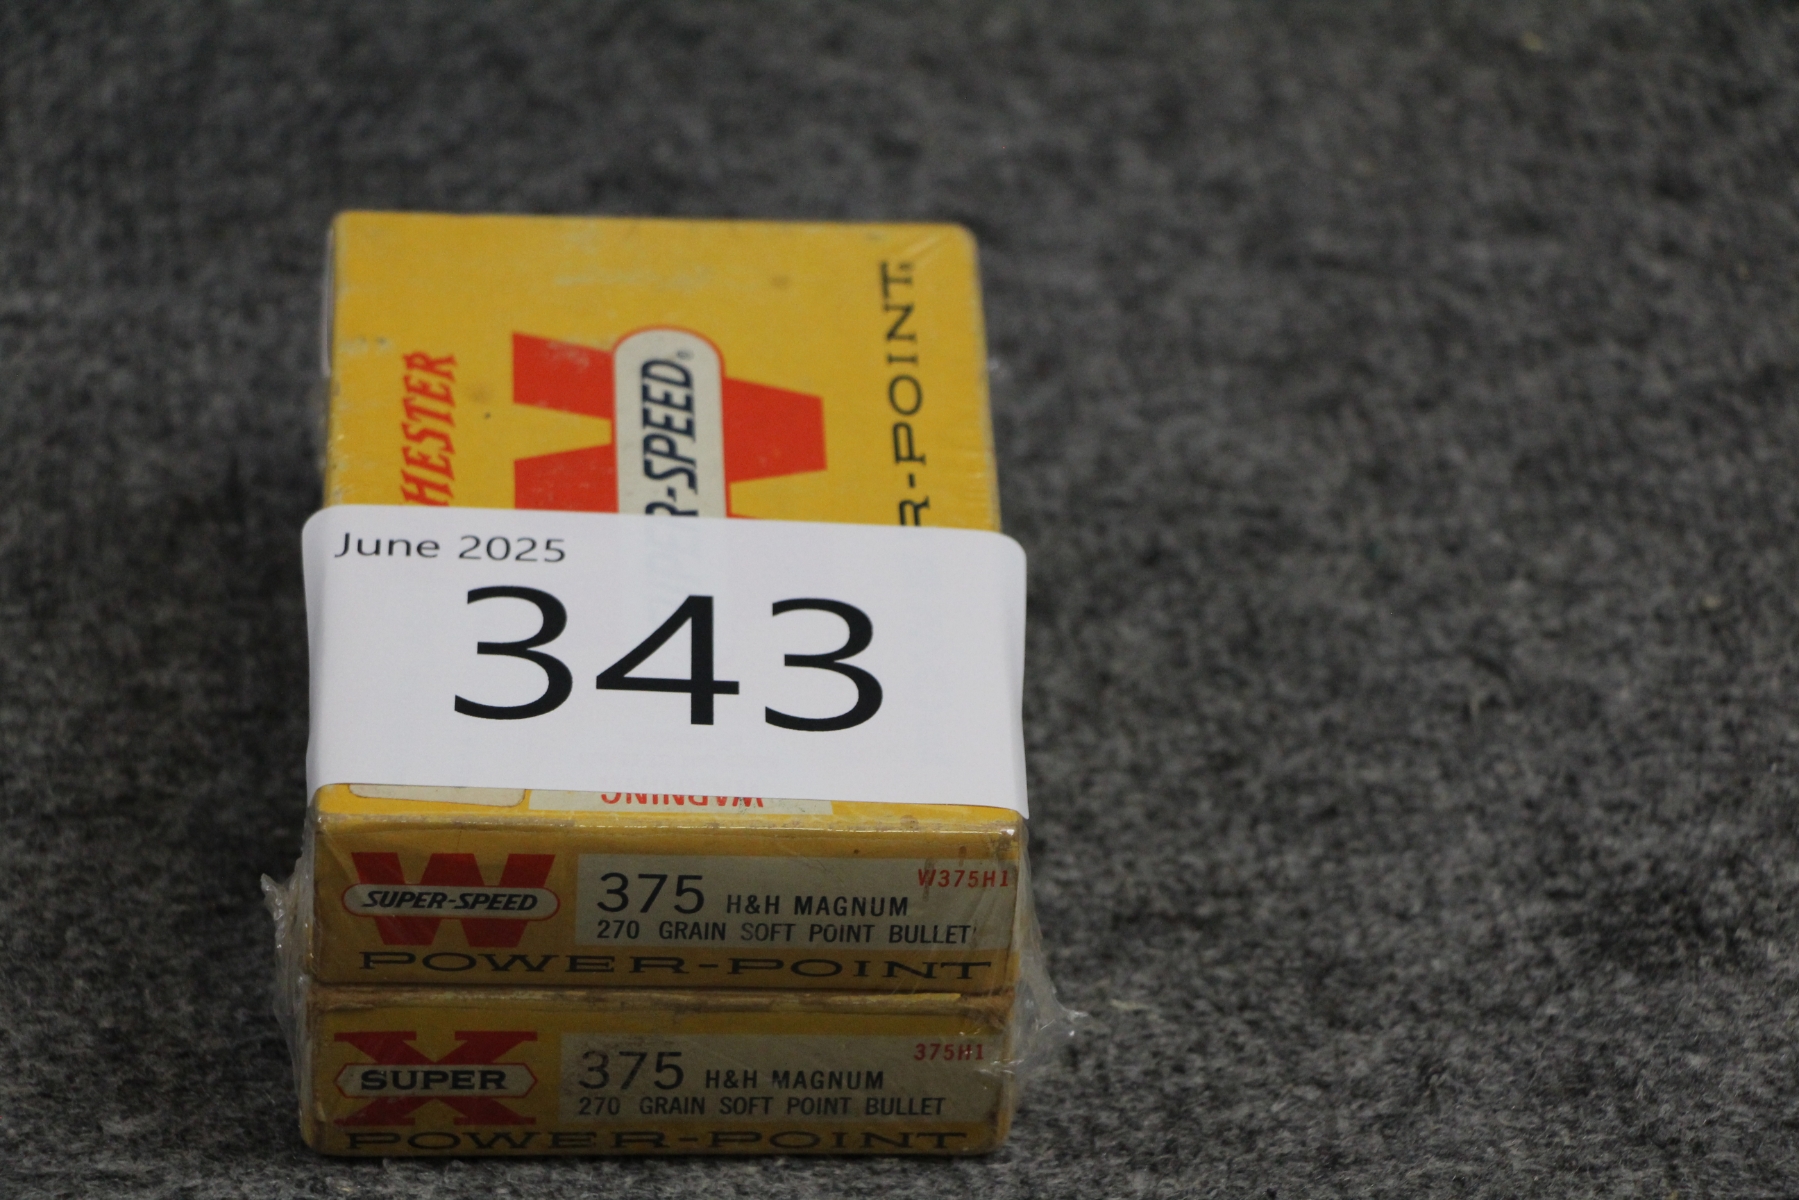 HESTER
R-SPEED®
R-POINT
June 2025
343
WARNING
SUPER-SPEED
375 H&H MAGNUM
W375H1
270 GRAIN SOFT POINT BULLET
POWER-POINT
X
SUPER
375 H&H MAGNUM
375H1
270 GRAIN SOFT POINT BULLET
POWER-POINT